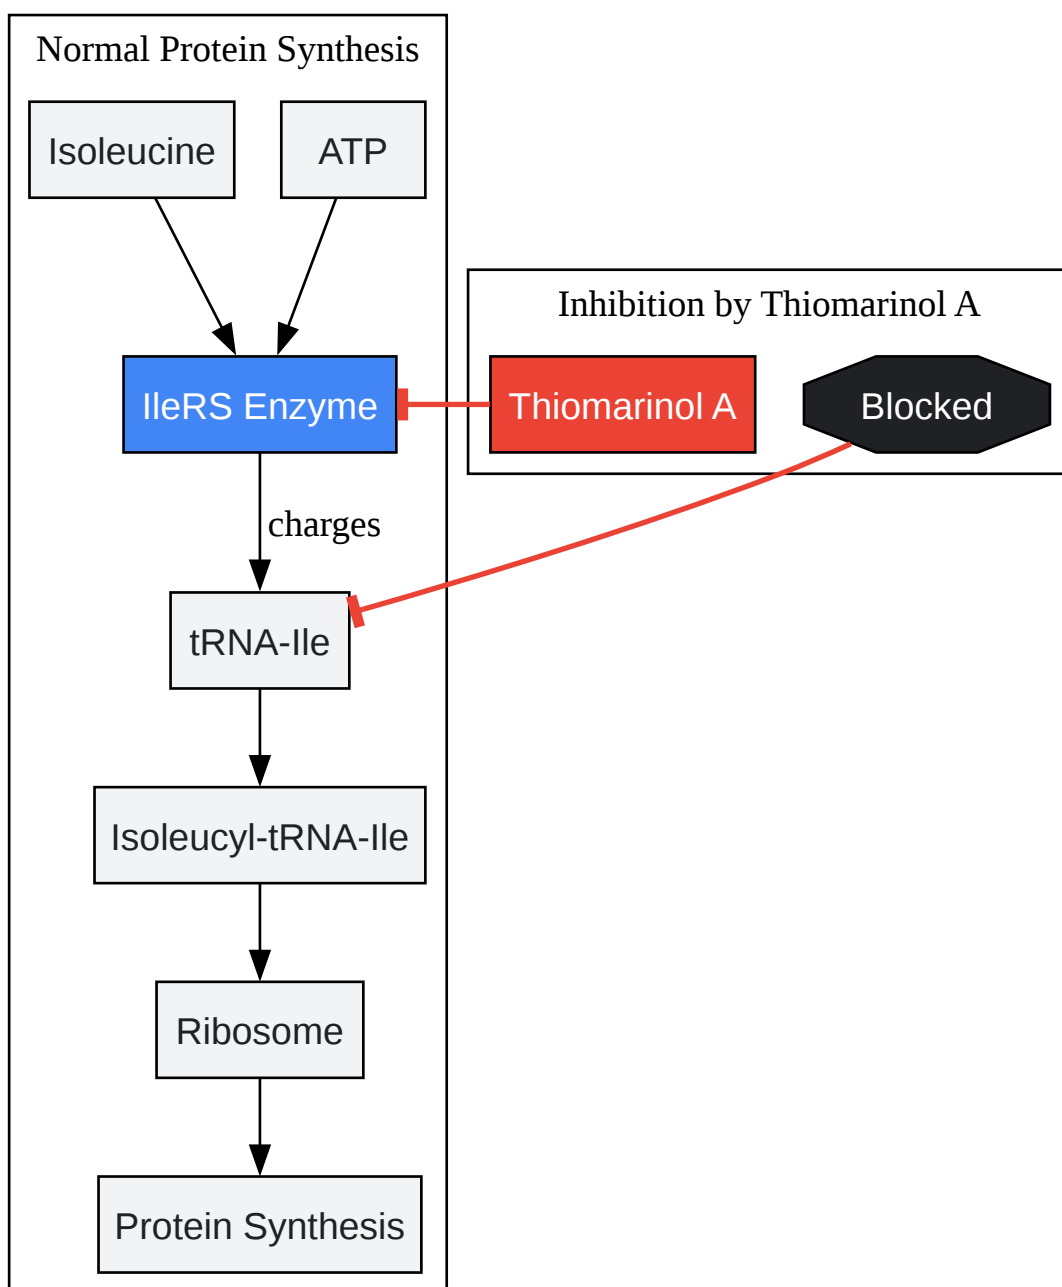 Normal Protein Synthesis
Isoleucine
ATP
Inhibition by Thiomarinol A
IleRS Enzyme
Thiomarinol A
Blocked
charges
tRNA-Ile
Isoleucyl-tRNA-Ile
Ribosome
Protein Synthesis